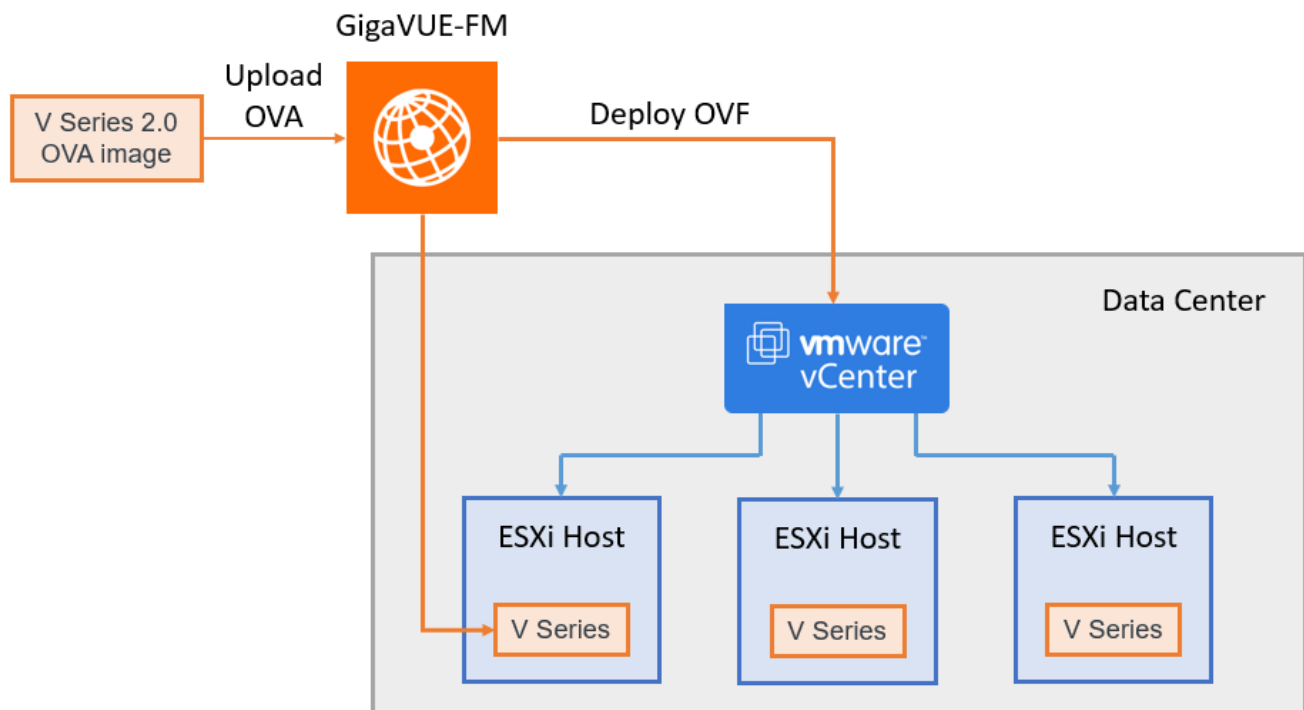 GigaVUE-FM
Upload
OVA
Deploy OVF
V Series 2.0
OVA image
Data Center
vmware™
vCenter
ESXi Host
ESXi Host
ESXi Host
V Series
V Series
V Series